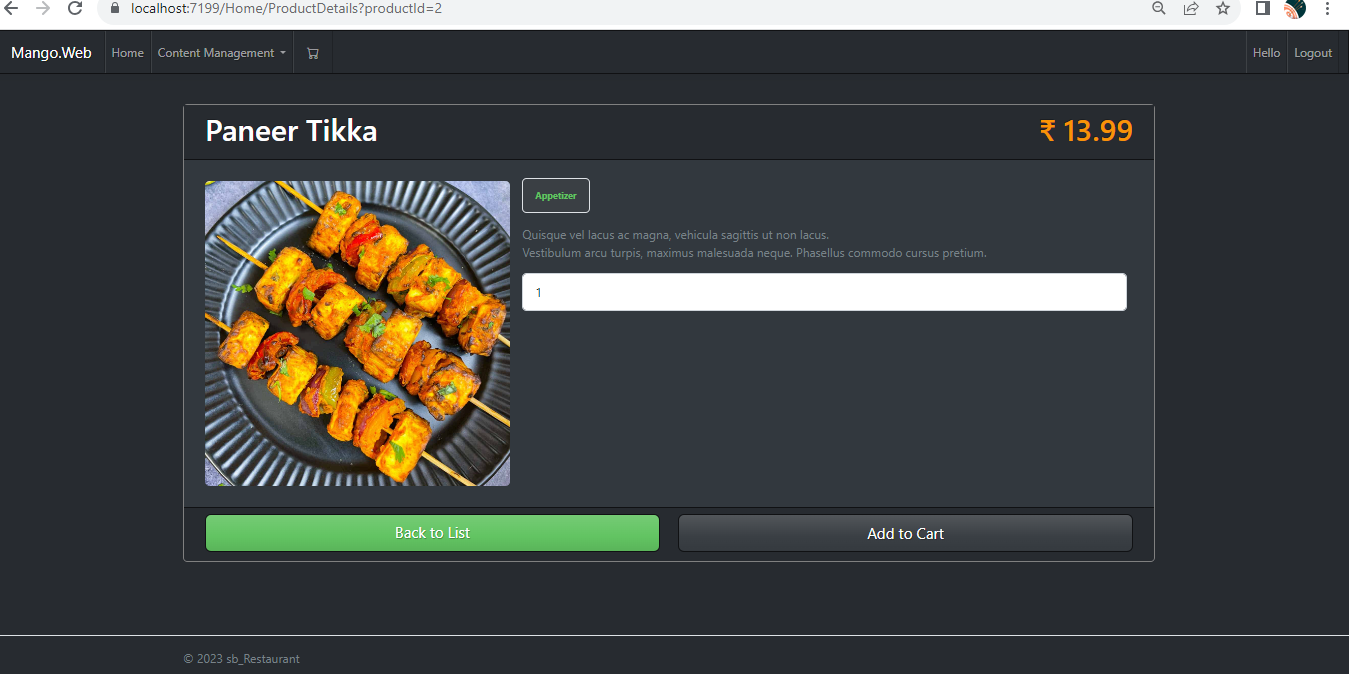 localhost:7199/Home/ProductDetails?productId=2
Mango.Web Home Content Management Hello Logout
Paneer Tikka ₹ 13.99
Appetizer
Quisque vel lacus ac magna, vehicula sagittis ut non lacus.
Vestibulum arcu turpis, maximus malesuada neque. Phasellus commodo cursus pretium.
1
Back to List Add to Cart
© 2023 sb_Restaurant